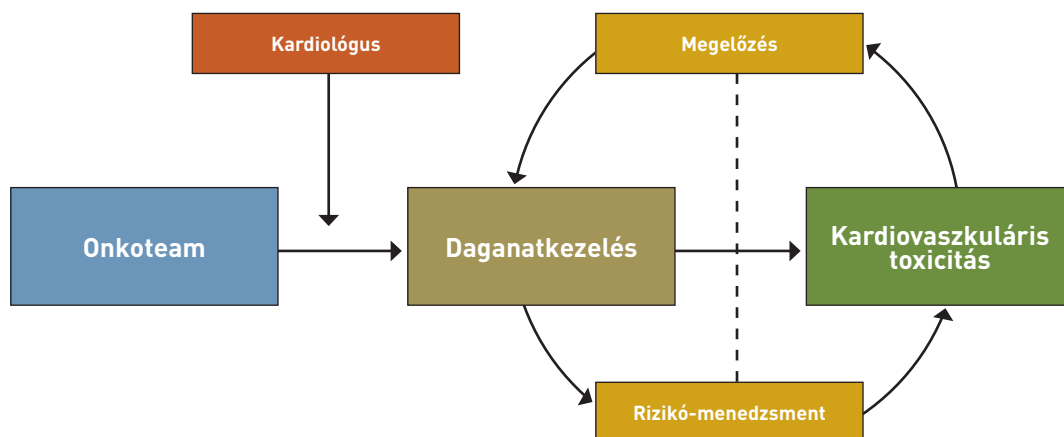 Kardiológus
Megelőzés
Onkoteam
Daganatkezelés
Kardiovaszkuláris
toxicitás
Rizikó-menedzsment